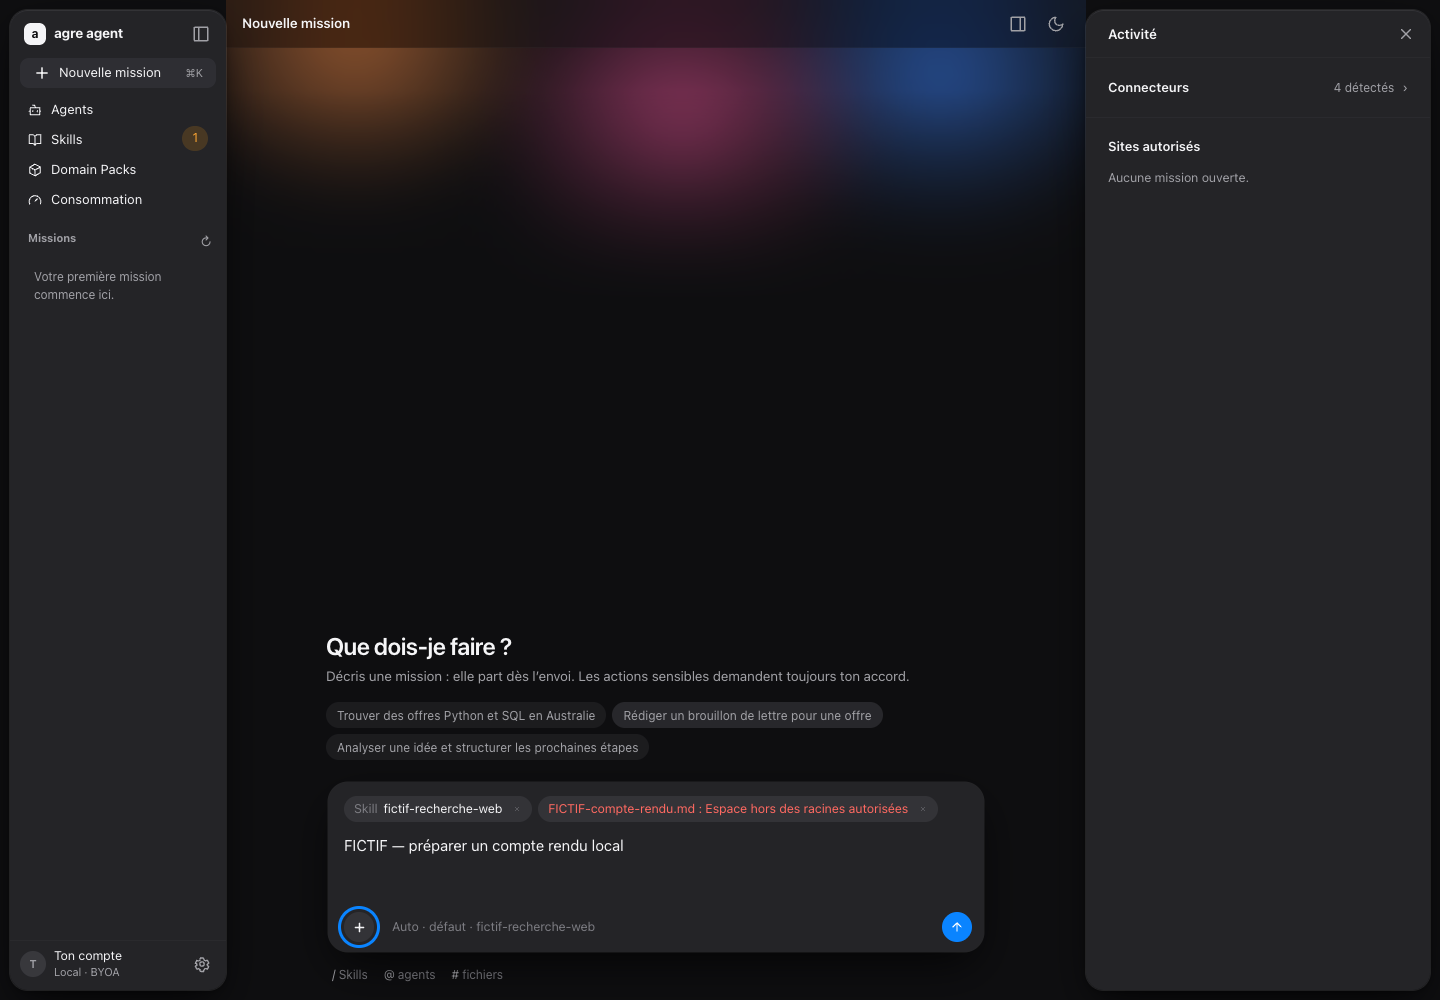 a agre agent
Nouvelle mission ⌘K
Agents
Skills 1
Domain Packs
Consommation
Missions
Votre première mission
commence ici.
T
Ton compte
Local · BYOA
Nouvelle mission
Que dois-je faire ?
Décris une mission : elle part dès l'envoi. Les actions sensibles demandent toujours ton accord.
Trouver des offres Python et SQL en Australie
Rédiger un brouillon de lettre pour une offre
Analyser une idée et structurer les prochaines étapes
Skill fictif-recherche-web ×
FICTIF-compte-rendu.md : Espace hors des racines autorisées ×
FICTIF — préparer un compte rendu local
+ Auto · défaut · fictif-recherche-web
/ Skills @ agents # fichiers
Activité
Connecteurs 4 détectés ›
Sites autorisés
Aucune mission ouverte.